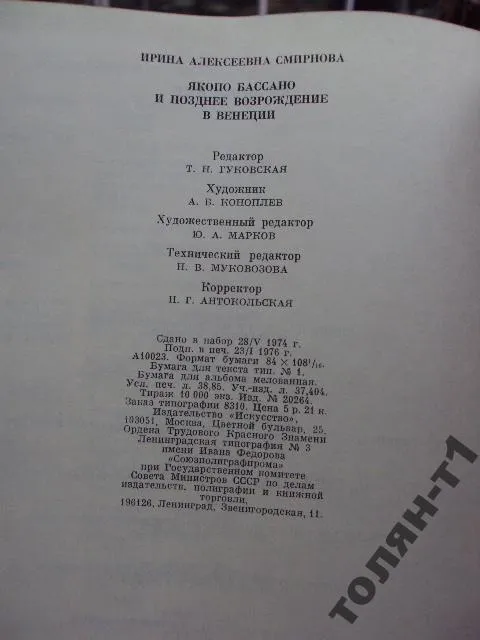 ИРИНА АЛЕКСЕЕВНА СМИРНОВА
ЯКОПО БАССАНО
И ПОЗДНЕЕ ВОЗРОЖДЕНИЕ
В ВЕНЕЦИИ
Редактор
Т. Н. ГУКОВСКАЯ
Художник
А. В. КОНОПЛЕВ
Художественный редактор
Ю. А. МАРКОВ
Технический редактор
Н. В. МУКОВОЗОВА
Корректор
Н. Г. АНТОКОЛЬСКАЯ
Сдано в набор 28/V 1974 г.
Подп. в печ. 23/I 1976 г.
А10023. Формат бумаги 84 × 108¹/₁₆.
Бумага для текста тип. № 1.
Бумага для альбома мелованная.
Усл. печ. л. 38,85. Уч.-изд. л. 37,404.
Тираж 10 000 экз. Изд. № 20264.
Заказ типографии 8310. Цена 5 р. 21 к.
Издательство «Искусство»,
103051, Москва, Цветной бульвар, 25.
Ордена Трудового Красного Знамени
Ленинградская типография № 3
имени Ивана Федорова
«Союзполиграфпрома»
при Государственном комитете
Совета Министров СССР по делам
издательств, полиграфии и книжной
торговли.
196126, Ленинград, Звенигородская, 11.
ТОЛЯН-Т1